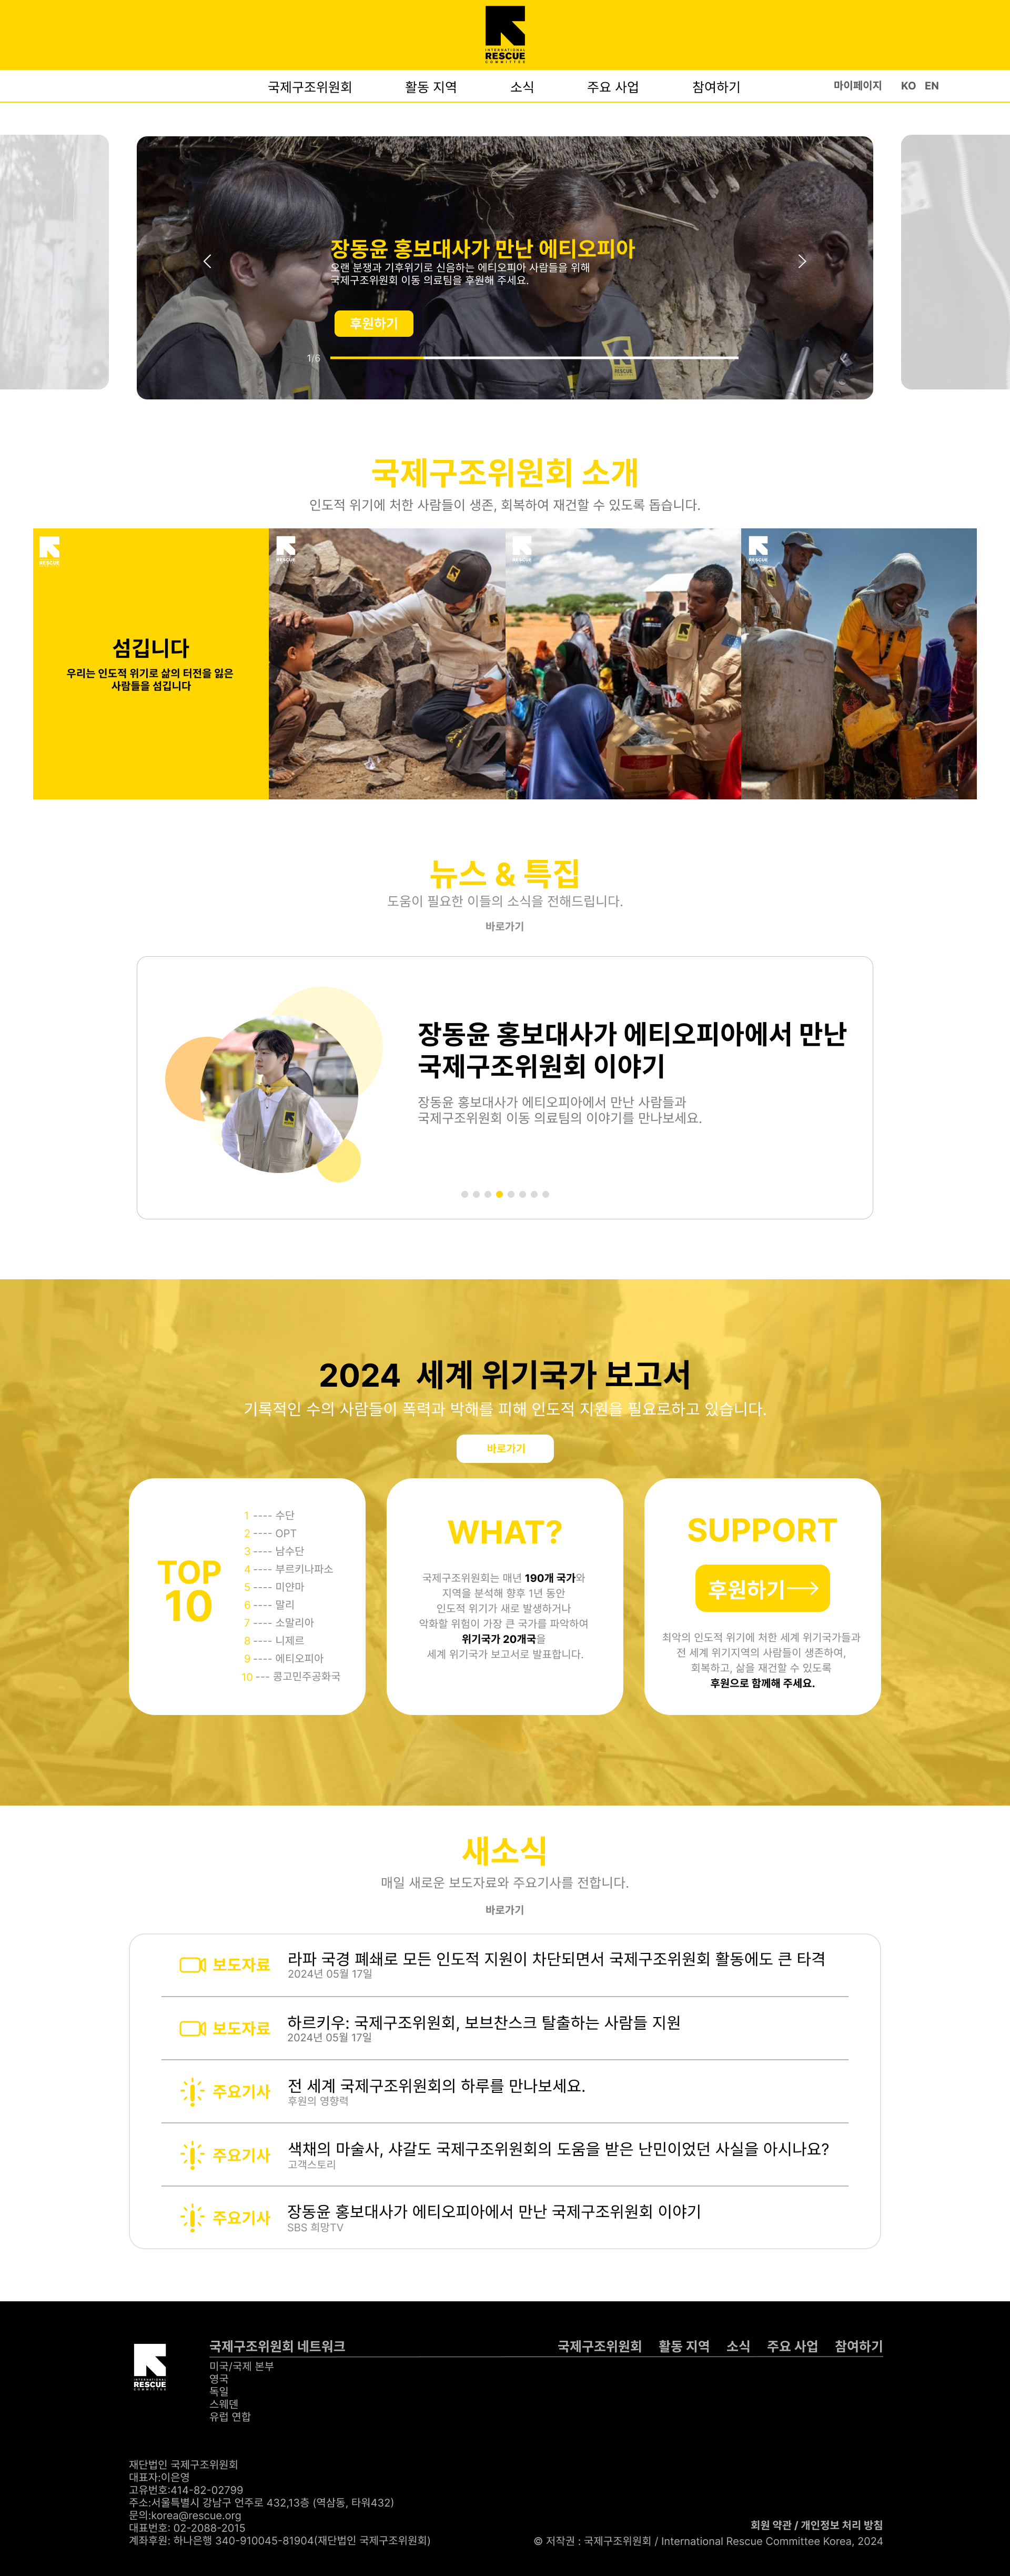 INTERNATIONAL
RESCUE
COMMITTEE
국제구조위원회 활동 지역 소식 주요 사업 참여하기 마이페이지 KO EN
장동윤 홍보대사가 만난 에티오피아
오랜 분쟁과 기후위기로 신음하는 에티오피아 사람들을 위해
국제구조위원회 이동 의료팀을 후원해 주세요.
후원하기
1/6
국제구조위원회 소개
인도적 위기에 처한 사람들이 생존, 회복하여 재건할 수 있도록 돕습니다.
RESCUE
RESCUE
RESCUE
RESCUE
섬깁니다
우리는 인도적 위기로 삶의 터전을 잃은
사람들을 섬깁니다
뉴스 & 특집
도움이 필요한 이들의 소식을 전해드립니다.
바로가기
장동윤 홍보대사가 에티오피아에서 만난
국제구조위원회 이야기
장동윤 홍보대사가 에티오피아에서 만난 사람들과
국제구조위원회 이동 의료팀의 이야기를 만나보세요.
2024 세계 위기국가 보고서
기록적인 수의 사람들이 폭력과 박해를 피해 인도적 지원을 필요로하고 있습니다.
바로가기
TOP
10
1 ---- 수단
2 ---- OPT
3 ---- 남수단
4 ---- 부르키나파소
5 ---- 미얀마
6 ---- 말리
7 ---- 소말리아
8 ---- 니제르
9 ---- 에티오피아
10 --- 콩고민주공화국
WHAT?
국제구조위원회는 매년 190개 국가와
지역을 분석해 향후 1년 동안
인도적 위기가 새로 발생하거나
악화할 위험이 가장 큰 국가를 파악하여
위기국가 20개국을
세계 위기국가 보고서로 발표합니다.
SUPPORT
후원하기
최악의 인도적 위기에 처한 세계 위기국가들과
전 세계 위기지역의 사람들이 생존하여,
회복하고, 삶을 재건할 수 있도록
후원으로 함께해 주세요.
새소식
매일 새로운 보도자료와 주요기사를 전합니다.
바로가기
보도자료 라파 국경 폐쇄로 모든 인도적 지원이 차단되면서 국제구조위원회 활동에도 큰 타격
2024년 05월 17일
보도자료 하르키우: 국제구조위원회, 보브찬스크 탈출하는 사람들 지원
2024년 05월 17일
주요기사 전 세계 국제구조위원회의 하루를 만나보세요.
후원의 영향력
주요기사 색채의 마술사, 샤갈도 국제구조위원회의 도움을 받은 난민이었던 사실을 아시나요?
고객스토리
주요기사 장동윤 홍보대사가 에티오피아에서 만난 국제구조위원회 이야기
SBS 희망TV
INTERNATIONAL
RESCUE
COMMITTEE
국제구조위원회 네트워크 국제구조위원회 활동 지역 소식 주요 사업 참여하기
미국/국제 본부
영국
독일
스웨덴
유럽 연합
재단법인 국제구조위원회
대표자:이은영
고유번호:414-82-02799
주소:서울특별시 강남구 언주로 432,13층 (역삼동, 타워432)
문의:korea@rescue.org
대표번호: 02-2088-2015
계좌후원: 하나은행 340-910045-81904(재단법인 국제구조위원회)
회원 약관 / 개인정보 처리 방침
© 저작권 : 국제구조위원회 / International Rescue Committee Korea, 2024